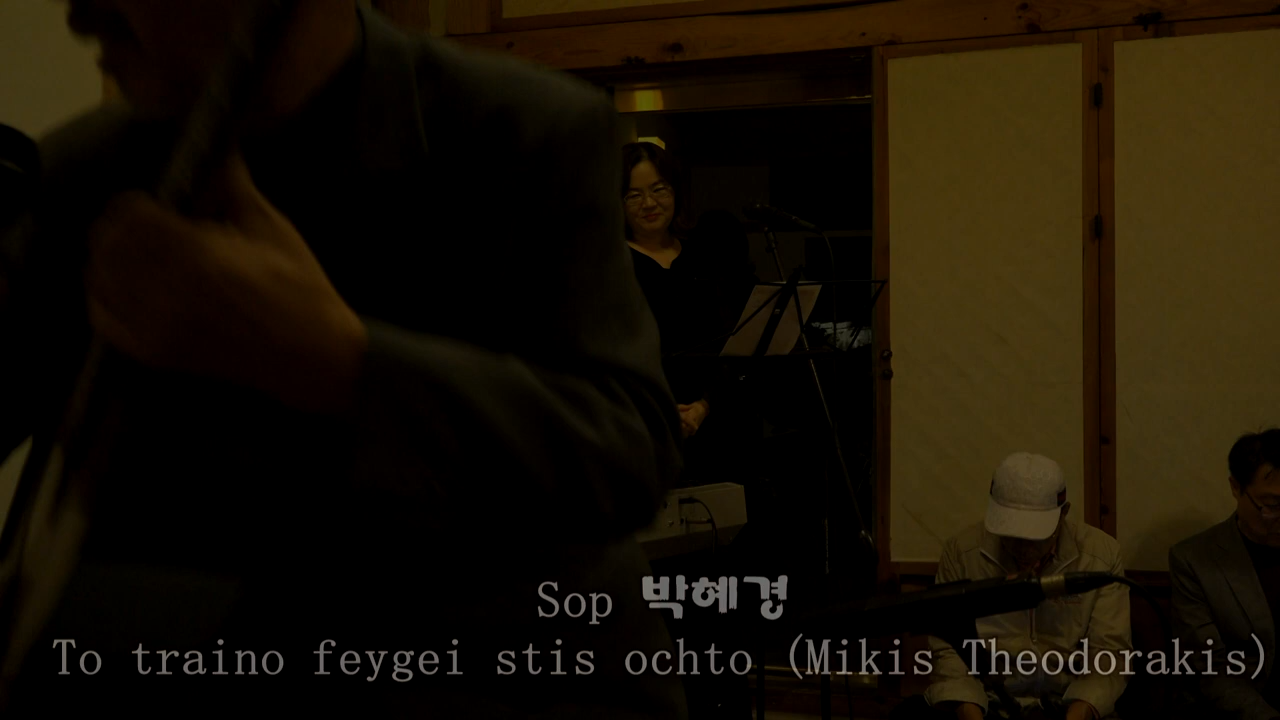 Sop 박혜경
To traino feygei stis ochto (Mikis Theodorakis)